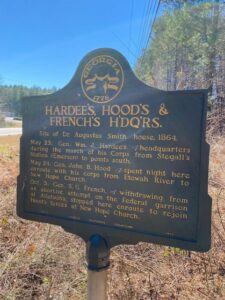 GEORGIA
1776
HARDEE'S, HOOD'S &
FRENCH'S HDQRS.
Site of Dr. Augustus Smith house, 1864.
May 23. Gen. Wm. J. Hardee's headquarters
during the march of his Corps from Stegall's
Station /Emerson/ to points south.
May 24. Gen. John B. Hood spent night here
enroute with his corps from Etowah River to
New Hope Church.
Oct. 5. Gen. S. G. French, withdrawing from
an abortive attempt on the Federal garrison
at Allatoona, stopped here enroute to rejoin
Hood's forces at New Hope Church.